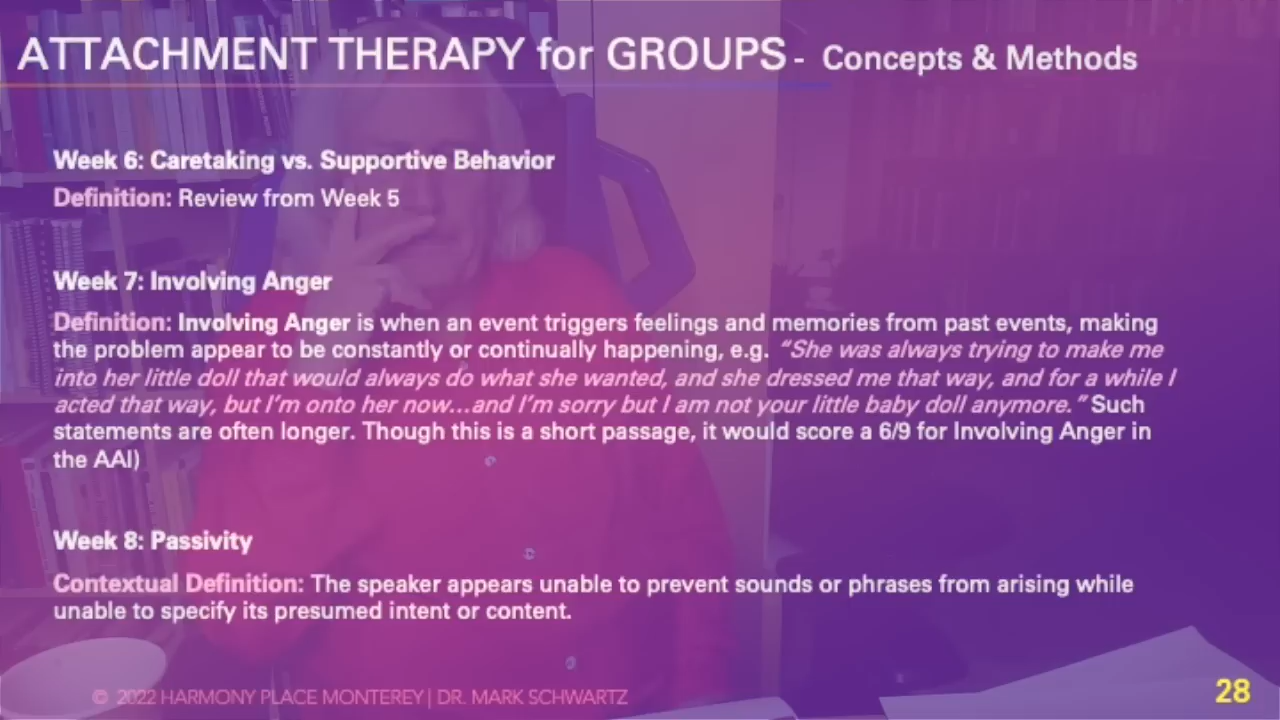 ATTACHMENT THERAPY for GROUPS - Concepts & Methods
Week 6: Caretaking vs. Supportive Behavior
Definition: Review from Week 5
Week 7: Involving Anger
Definition: Involving Anger is when an event triggers feelings and memories from past events, making
the problem appear to be constantly or continually happening, e.g. “She was always trying to make me
into her little doll that would always do what she wanted, and she dressed me that way, and for a while I
acted that way, but I’m onto her now...and I’m sorry but I am not your little baby doll anymore.” Such
statements are often longer. Though this is a short passage, it would score a 6/9 for Involving Anger in
the AAI)
Week 8: Passivity
Contextual Definition: The speaker appears unable to prevent sounds or phrases from arising while
unable to specify its presumed intent or content.
© 2022 HARMONY PLACE MONTEREY | DR. MARK SCHWARTZ
28